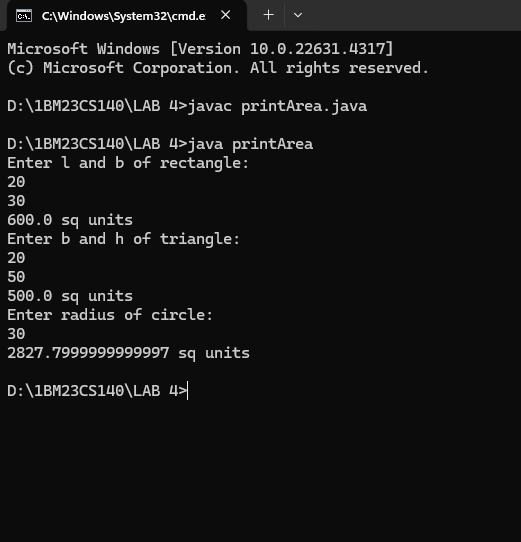 C:\Windows\System32\cmd.e
Microsoft Windows [Version 10.0.22631.4317]
(c) Microsoft Corporation. All rights reserved.
D:\1BM23CS140\LAB 4>javac printArea.java
D:\1BM23CS140\LAB 4>java printArea
Enter l and b of rectangle:
20
30
600.0 sq units
Enter b and h of triangle:
20
50
500.0 sq units
Enter radius of circle:
30
2827.7999999999997 sq units
D:\1BM23CS140\LAB 4>